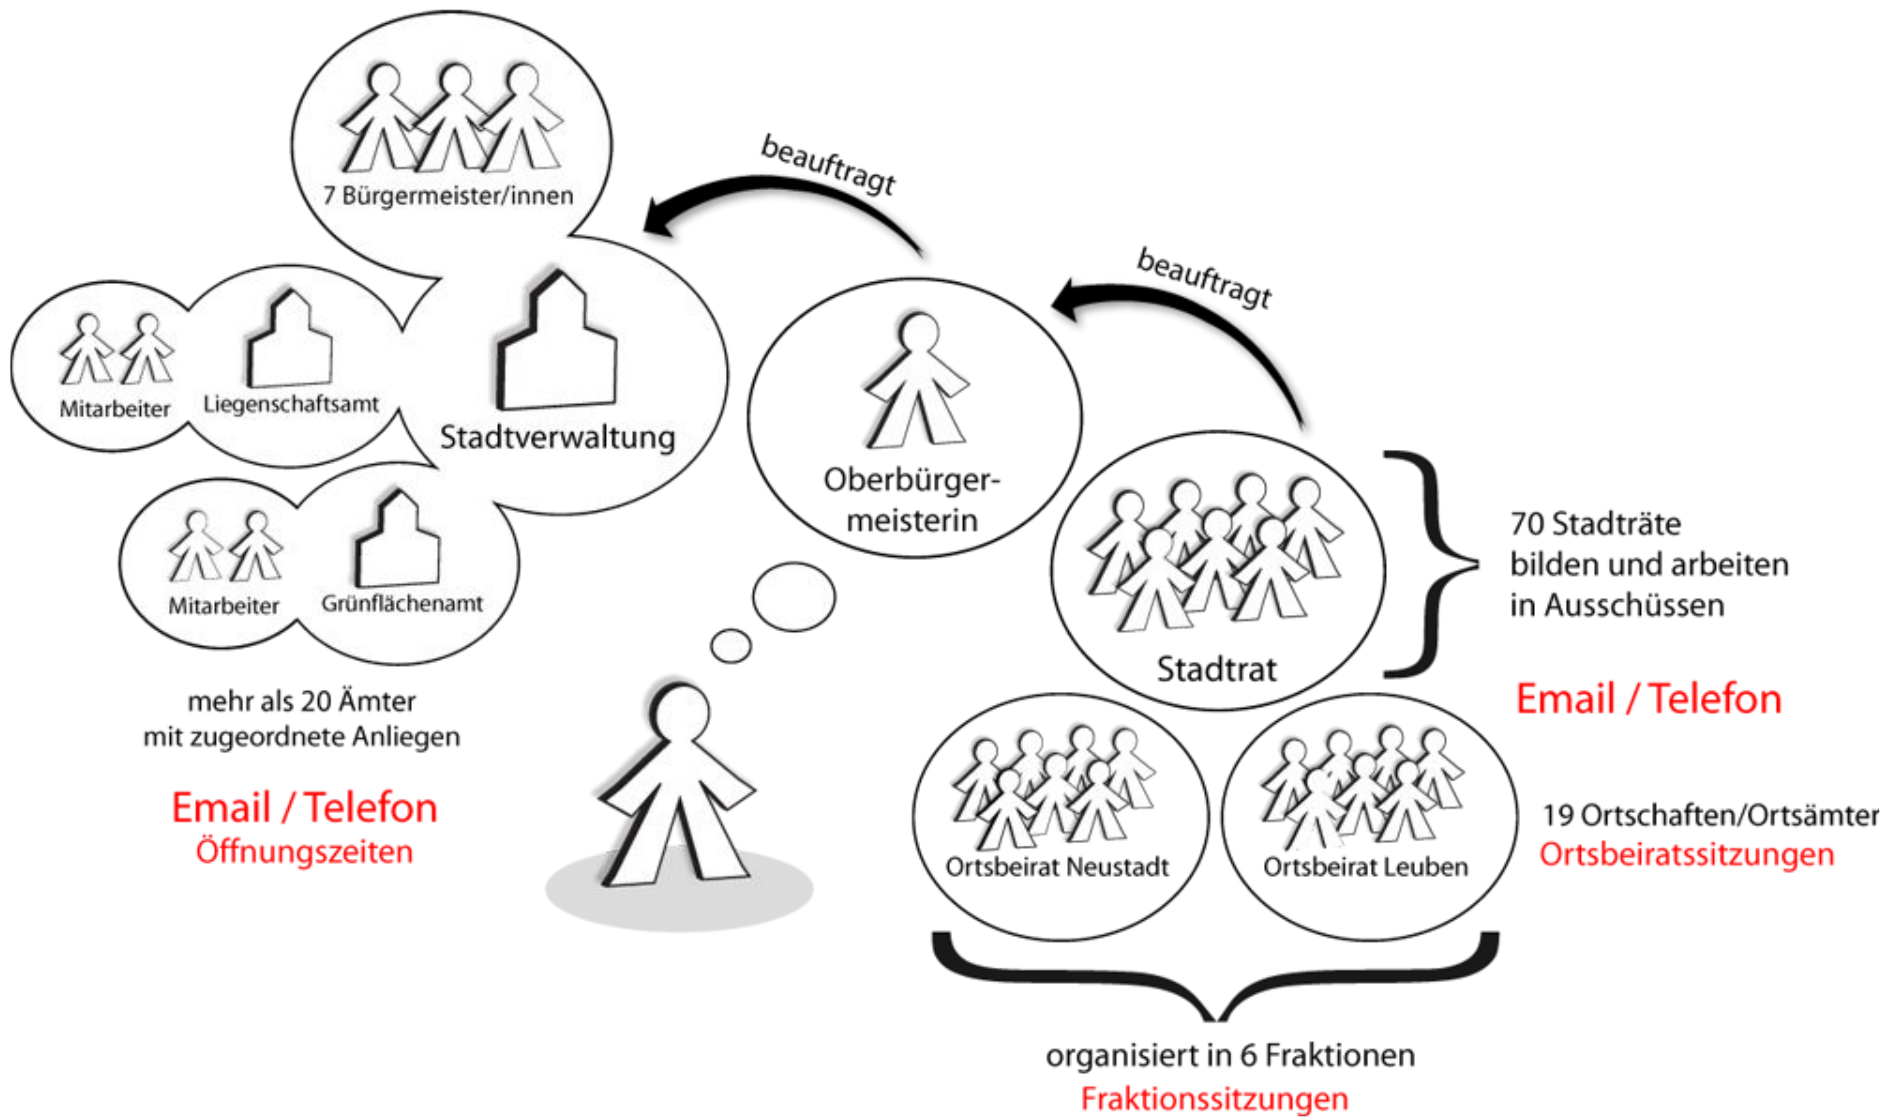 7 Bürgermeister/innen
beauftragt
beauftragt
Mitarbeiter
Liegenschaftsamt
Stadtverwaltung
Mitarbeiter
Grünflächenamt
mehr als 20 Ämter
mit zugeordnete Anliegen
Email / Telefon
Öffnungszeiten
Oberbürger-
meisterin
Stadtrat
70 Stadträte
bilden und arbeiten
in Ausschüssen
Email / Telefon
Ortsbeirat Neustadt
Ortsbeirat Leuben
19 Ortschaften/Ortsämter
Ortsbeiratssitzungen
organisiert in 6 Fraktionen
Fraktionssitzungen